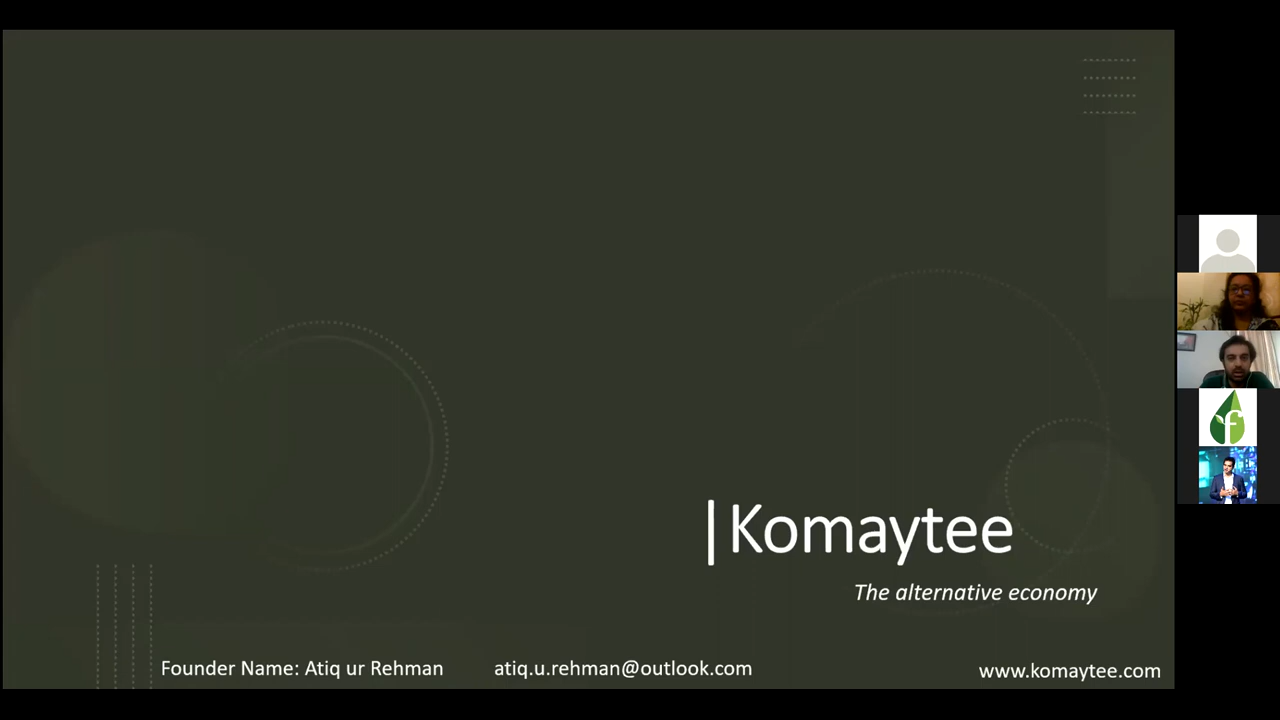 |Komaytee
The alternative economy
Founder Name: Atiq ur Rehman atiq.u.rehman@outlook.com www.komaytee.com
f